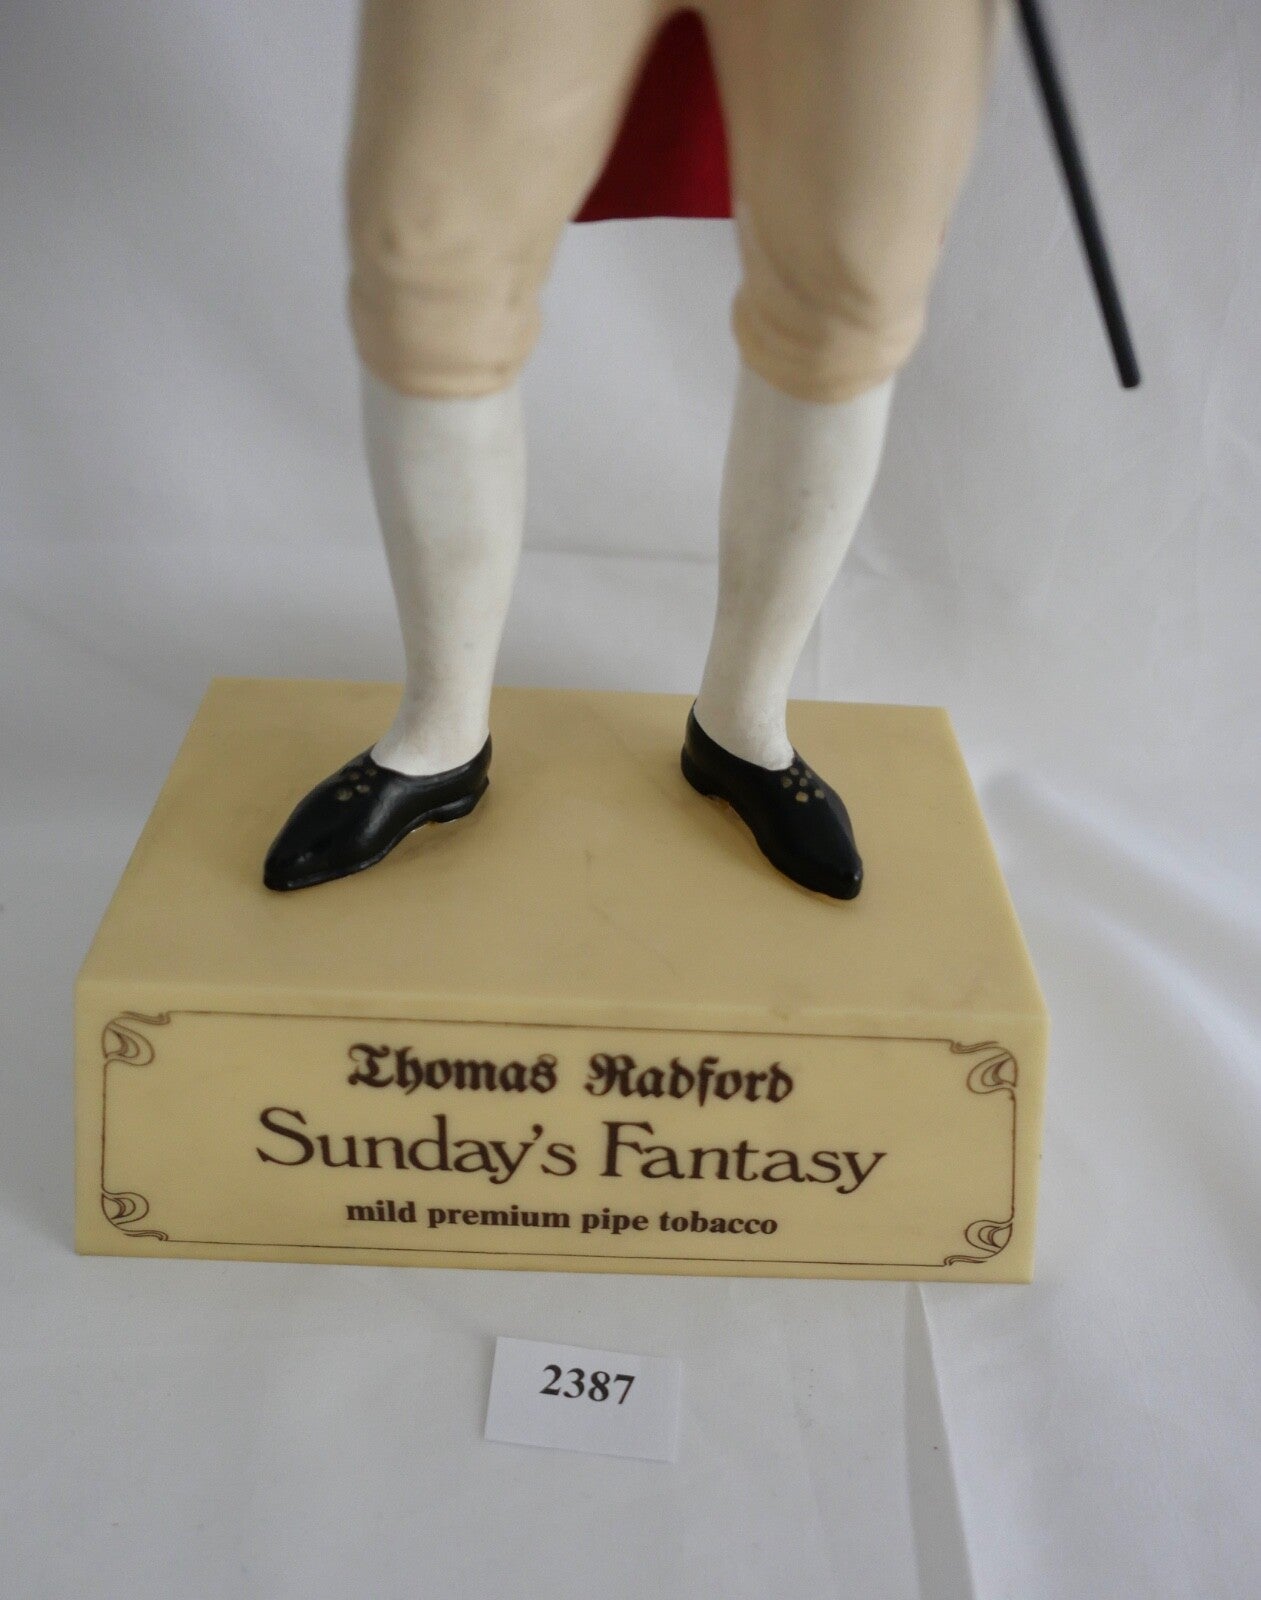 Thomas Radford
Sunday's Fantasy
mild premium pipe tobacco
2387